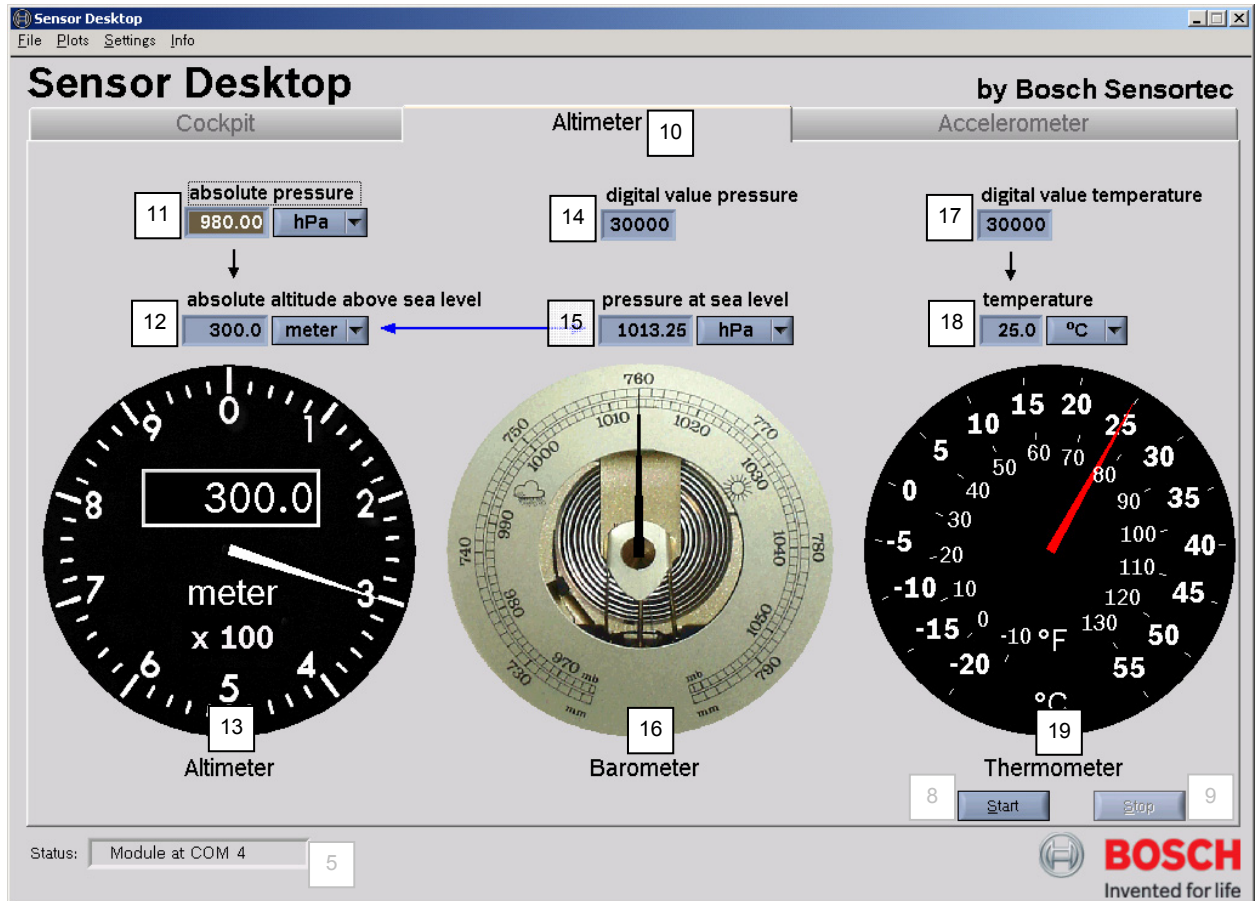 Sensor Desktop
File Plots Settings Info
Sensor Desktop
by Bosch Sensortec
Cockpit
Altimeter
10
Accelerometer
absolute pressure
11
980.00 hPa
digital value pressure
14
30000
digital value temperature
17
30000
absolute altitude above sea level
12
300.0 meter
pressure at sea level
15
1013.25 hPa
temperature
18
25.0 ºC
0
1
2
3
4
5
6
7
8
9
300.0
meter
x 100
13
Altimeter
730
740
750
760
770
780
790
970
980
990
1000
1010
1020
1030
1040
1050
mb
mm
mb
mm
16
Barometer
-20
-15
-10
-5
0
5
10
15
20
25
30
35
40
45
50
55
-10
0
10
20
30
40
50
60
70
80
90
100
110
120
130
ºF
ºC
19
Thermometer
8
Start
Stop
9
Status: Module at COM 4
5
BOSCH
Invented for life